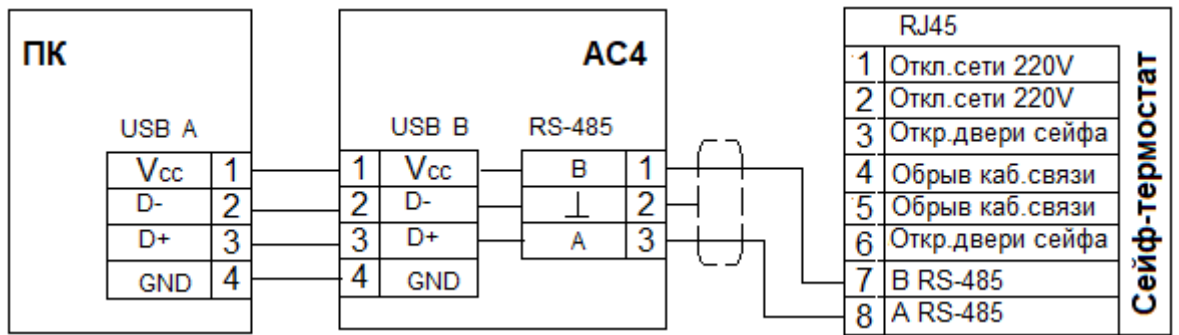 ПК
USB A
Vcc 1
D- 2
D+ 3
GND 4
АС4
USB B RS-485
1 Vcc B 1
2 D- ⊥ 2
3 D+ A 3
4 GND
RJ45
1 Откл.сети 220V
2 Откл.сети 220V
3 Откр.двери сейфа
4 Обрыв каб.связи
5 Обрыв каб.связи
6 Откр.двери сейфа
7 B RS-485
8 A RS-485
Сейф-термостат